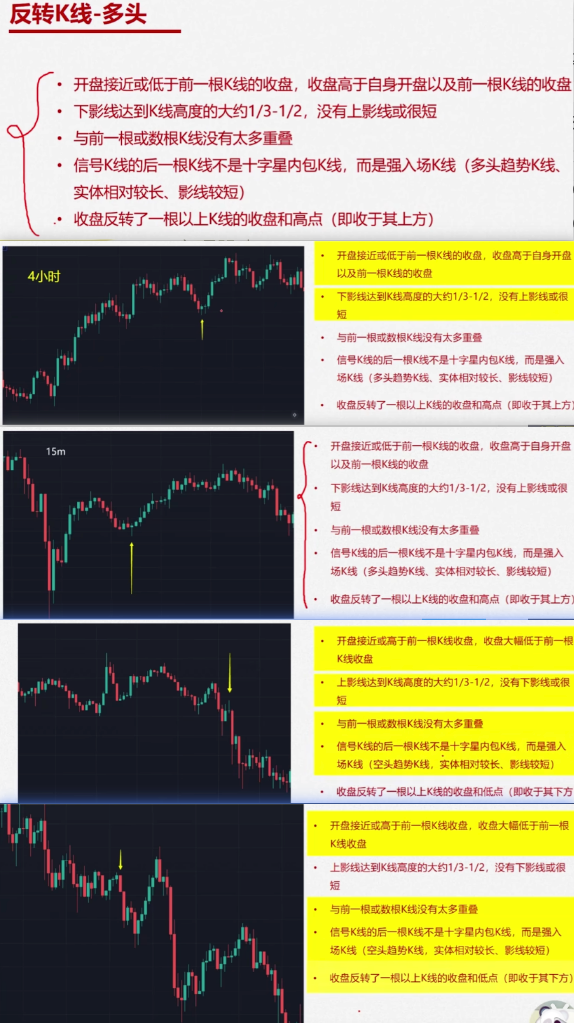 反转K线-多头
• 开盘接近或低于前一根K线的收盘，收盘高于自身开盘以及前一根K线的收盘
• 下影线达到K线高度的大约1/3-1/2，没有上影线或很短
• 与前一根或数根K线没有太多重叠
• 信号K线的后一根K线不是十字星内包K线，而是强入场K线（多头趋势K线、
实体相对较长、影线较短）
• 收盘反转了一根以上K线的收盘和高点（即收于其上方）
4小时
• 开盘接近或低于前一根K线的收盘，收盘高于自身开盘
以及前一根K线的收盘
• 下影线达到K线高度的大约1/3-1/2，没有上影线或很
短
• 与前一根或数根K线没有太多重叠
• 信号K线的后一根K线不是十字星内包K线，而是强入
场K线（多头趋势K线、实体相对较长、影线较短）
• 收盘反转了一根以上K线的收盘和高点（即收于其上方）
15m
• 开盘接近或低于前一根K线的收盘，收盘高于自身开盘
以及前一根K线的收盘
• 下影线达到K线高度的大约1/3-1/2，没有上影线或很
短
• 与前一根或数根K线没有太多重叠
• 信号K线的后一根K线不是十字星内包K线，而是强入
场K线（多头趋势K线、实体相对较长、影线较短）
• 收盘反转了一根以上K线的收盘和高点（即收于其上方）
• 开盘接近或高于前一根K线收盘，收盘大幅低于前一根
K线收盘
• 上影线达到K线高度的大约1/3-1/2，没有下影线或很
短
• 与前一根或数根K线没有太多重叠
• 信号K线的后一根K线不是十字星内包K线，而是强入
场K线（空头趋势K线，实体相对较长、影线较短）
• 收盘反转了一根以上K线的收盘和低点（即收于其下方
• 开盘接近或高于前一根K线收盘，收盘大幅低于前一根
K线收盘
• 上影线达到K线高度的大约1/3-1/2，没有下影线或很
短
• 与前一根或数根K线没有太多重叠
• 信号K线的后一根K线不是十字星内包K线，而是强入
场K线（空头趋势K线，实体相对较长、影线较短）
• 收盘反转了一根以上K线的收盘和低点（即收于其下方）